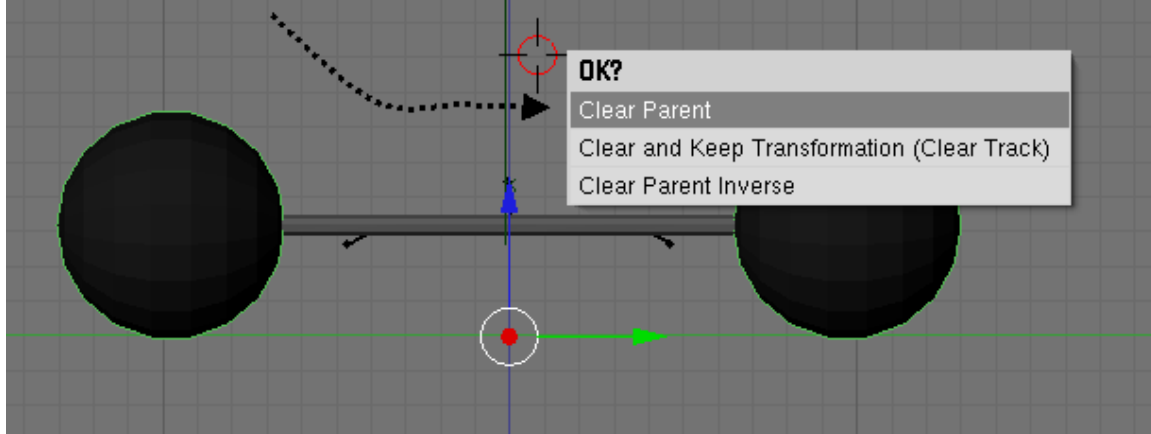 OK?
Clear Parent
Clear and Keep Transformation (Clear Track)
Clear Parent Inverse